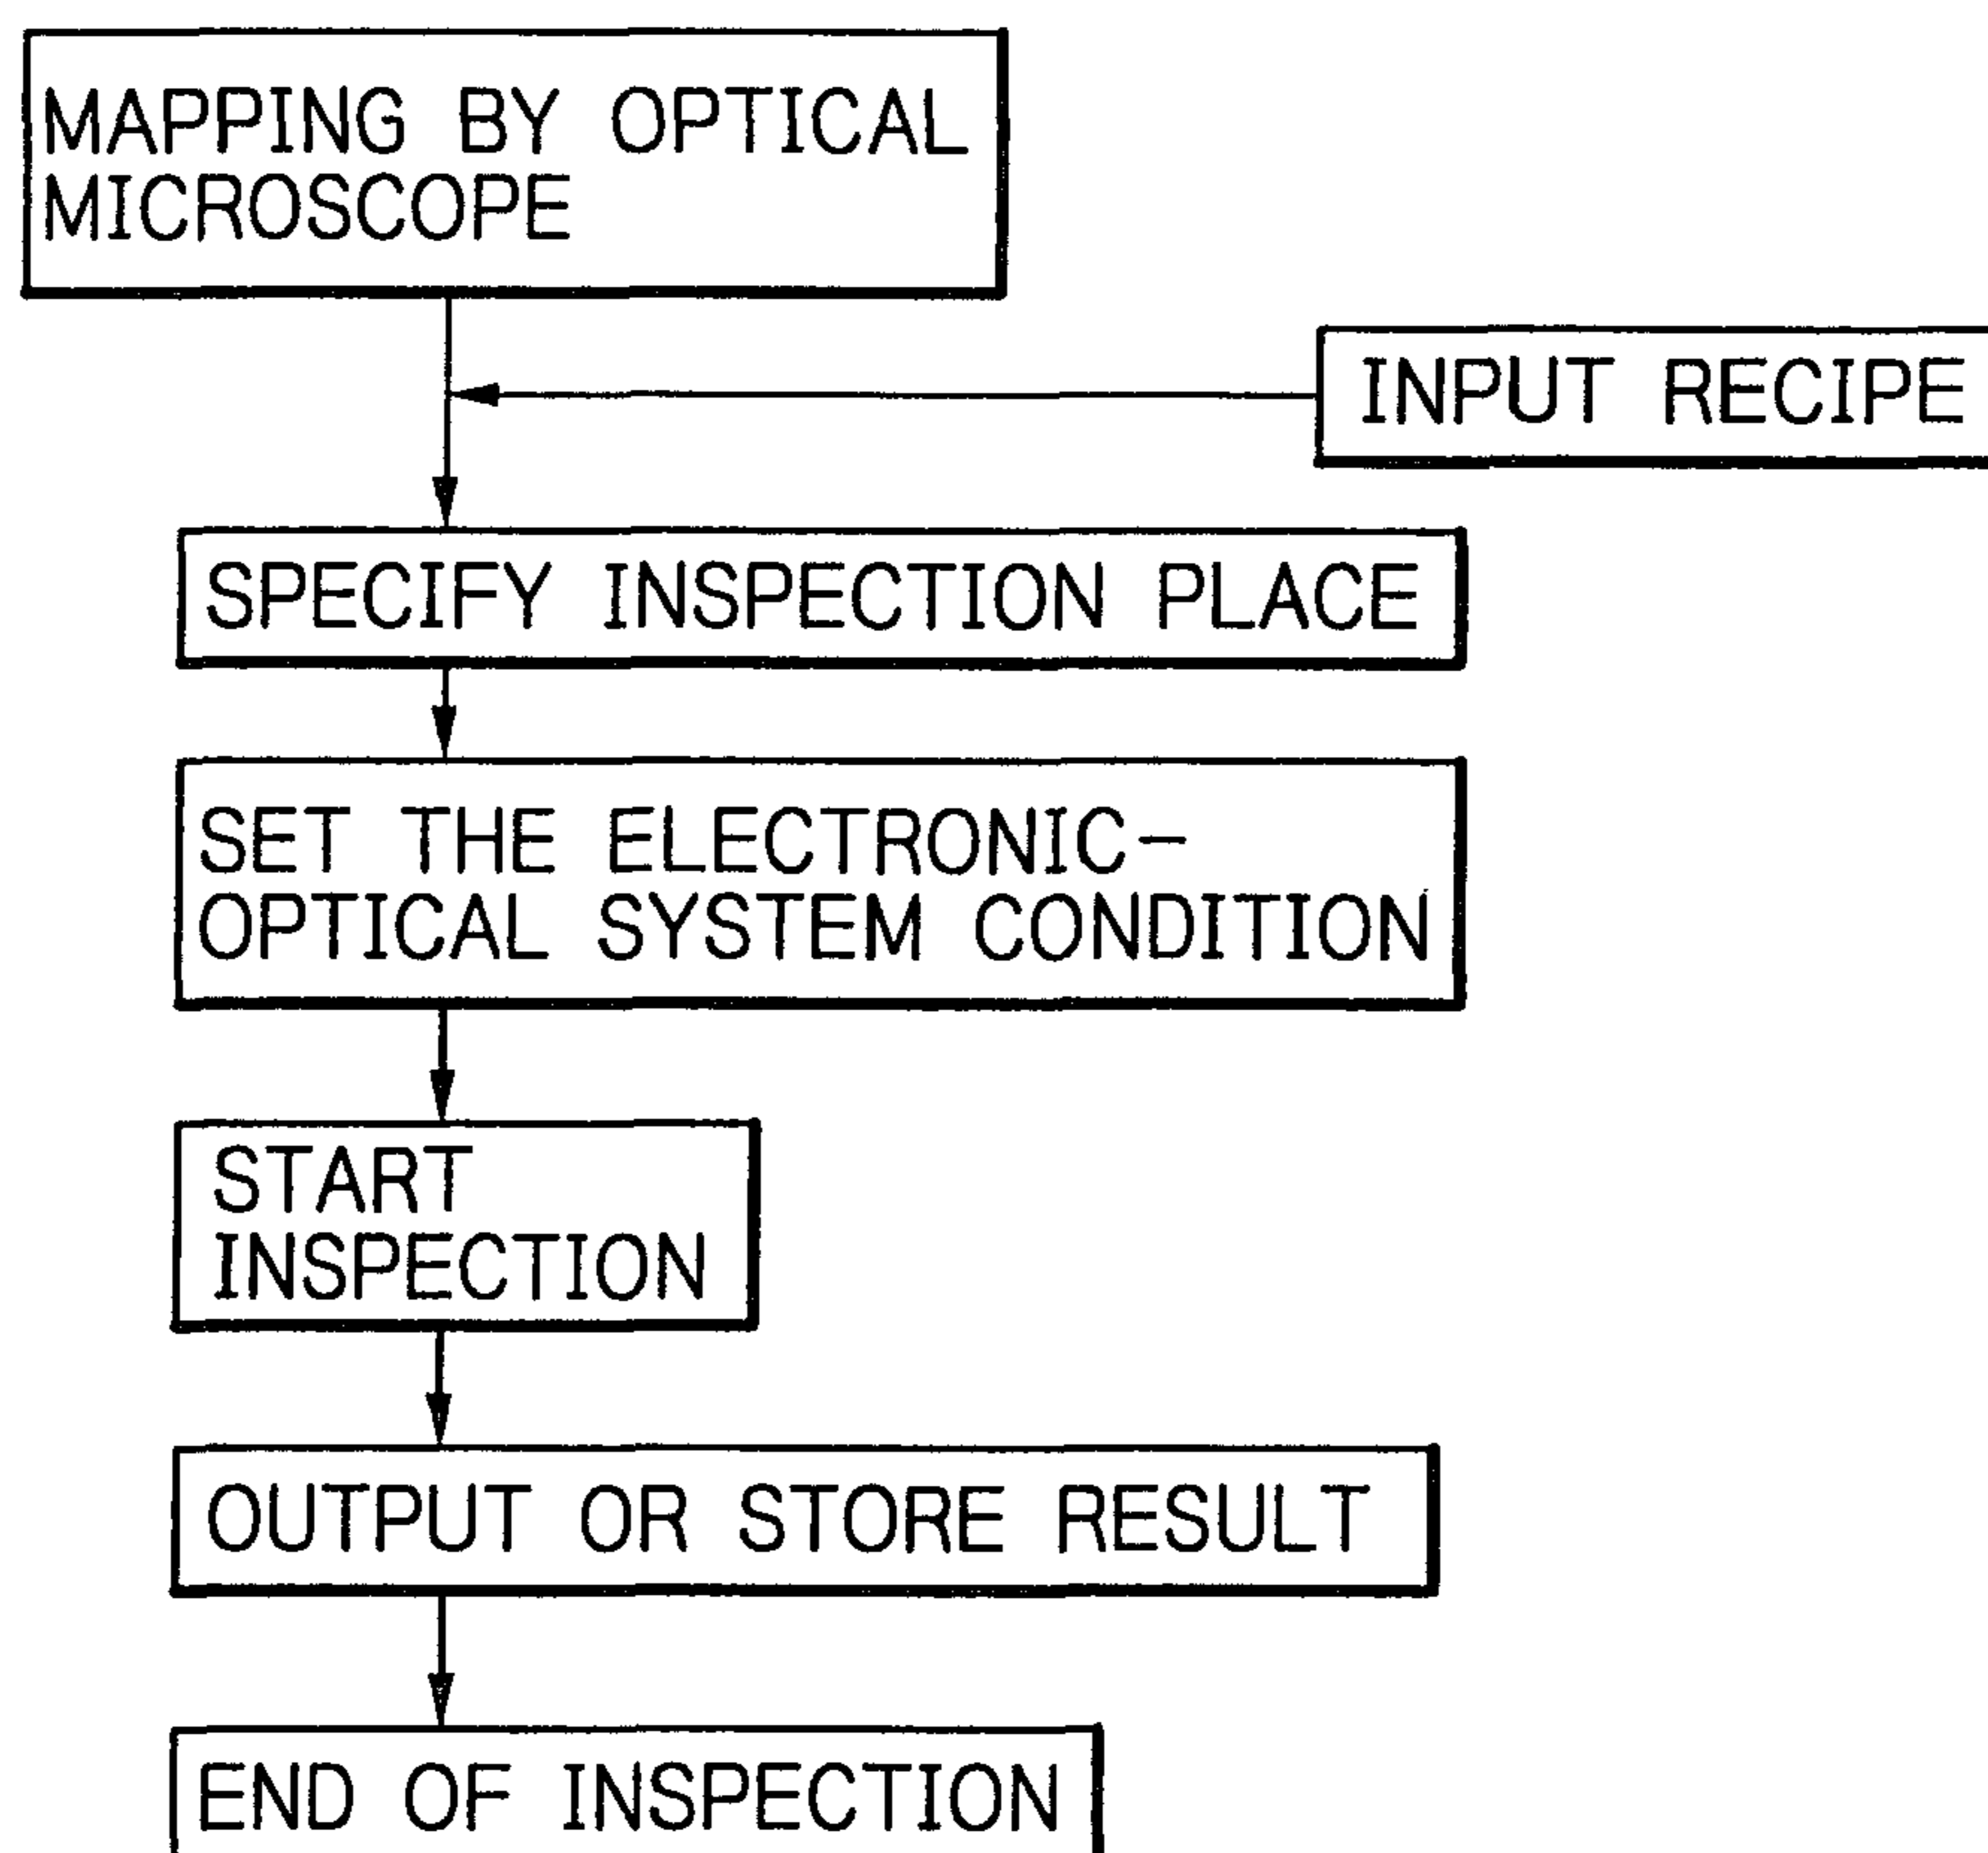 MAPPING BY OPTICAL
MICROSCOPE
INPUT RECIPE
SPECIFY INSPECTION PLACE
SET THE ELECTRONIC-
OPTICAL SYSTEM CONDITION
START
INSPECTION
OUTPUT OR STORE RESULT
END OF INSPECTION